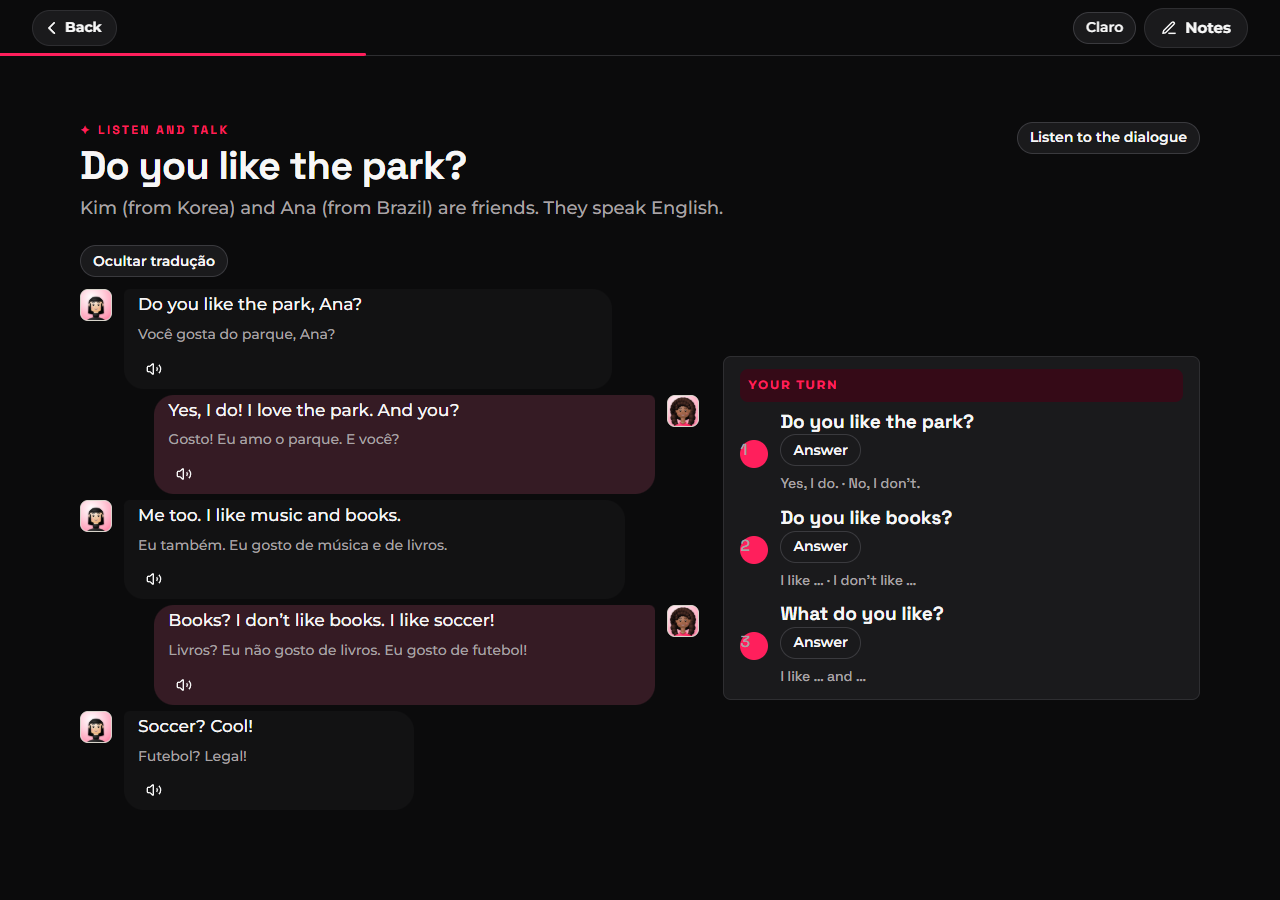 Back
Claro
Notes
✦ LISTEN AND TALK
Do you like the park?
Kim (from Korea) and Ana (from Brazil) are friends. They speak English.
Listen to the dialogue
Ocultar tradução
Do you like the park, Ana?
Você gosta do parque, Ana?
Yes, I do! I love the park. And you?
Gosto! Eu amo o parque. E você?
Me too. I like music and books.
Eu também. Eu gosto de música e de livros.
Books? I don’t like books. I like soccer!
Livros? Eu não gosto de livros. Eu gosto de futebol!
Soccer? Cool!
Futebol? Legal!
YOUR TURN
1
Do you like the park?
Answer
Yes, I do. · No, I don’t.
2
Do you like books?
Answer
I like … · I don’t like …
3
What do you like?
Answer
I like … and …